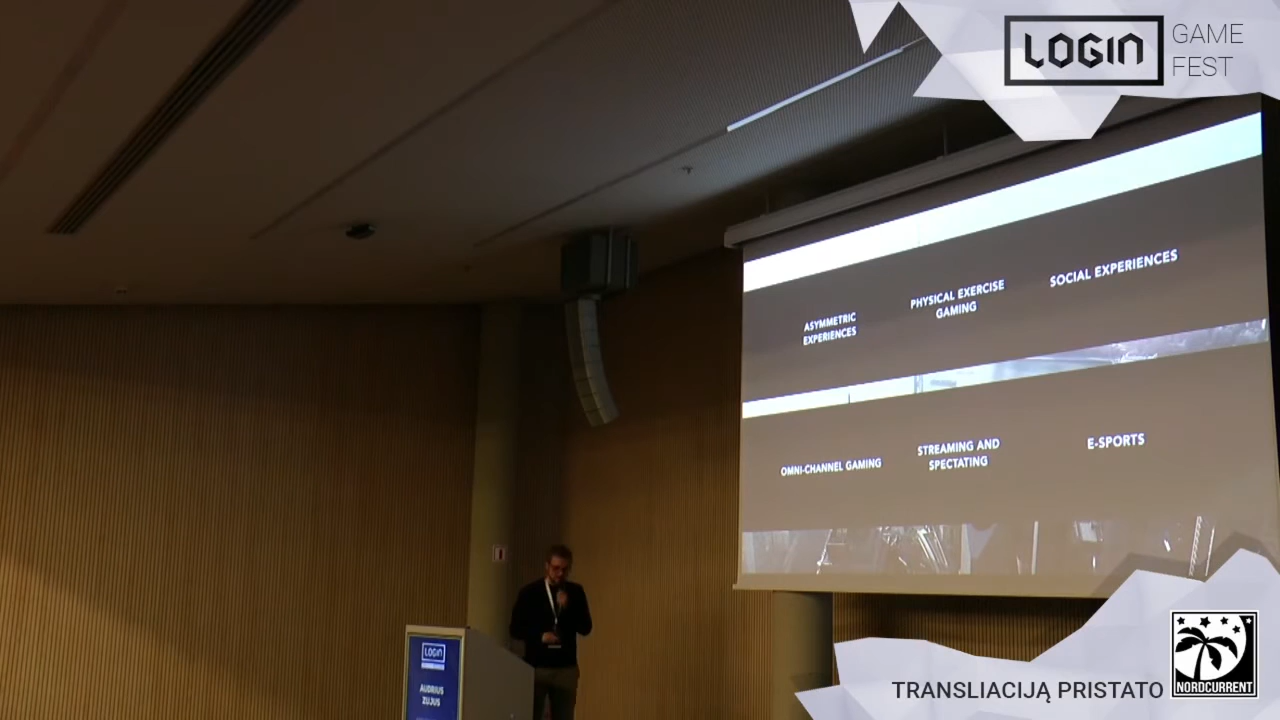 LOGIN
GAME
FEST
ASYMMETRIC
EXPERIENCES
PHYSICAL EXERCISE
GAMING
SOCIAL EXPERIENCES
OMNI-CHANNEL GAMING
STREAMING AND
SPECTATING
E-SPORTS
LOGIN
AUDRIUS
ZUJUS
TRANSLIACIJĄ PRISTATO
NORDCURRENT